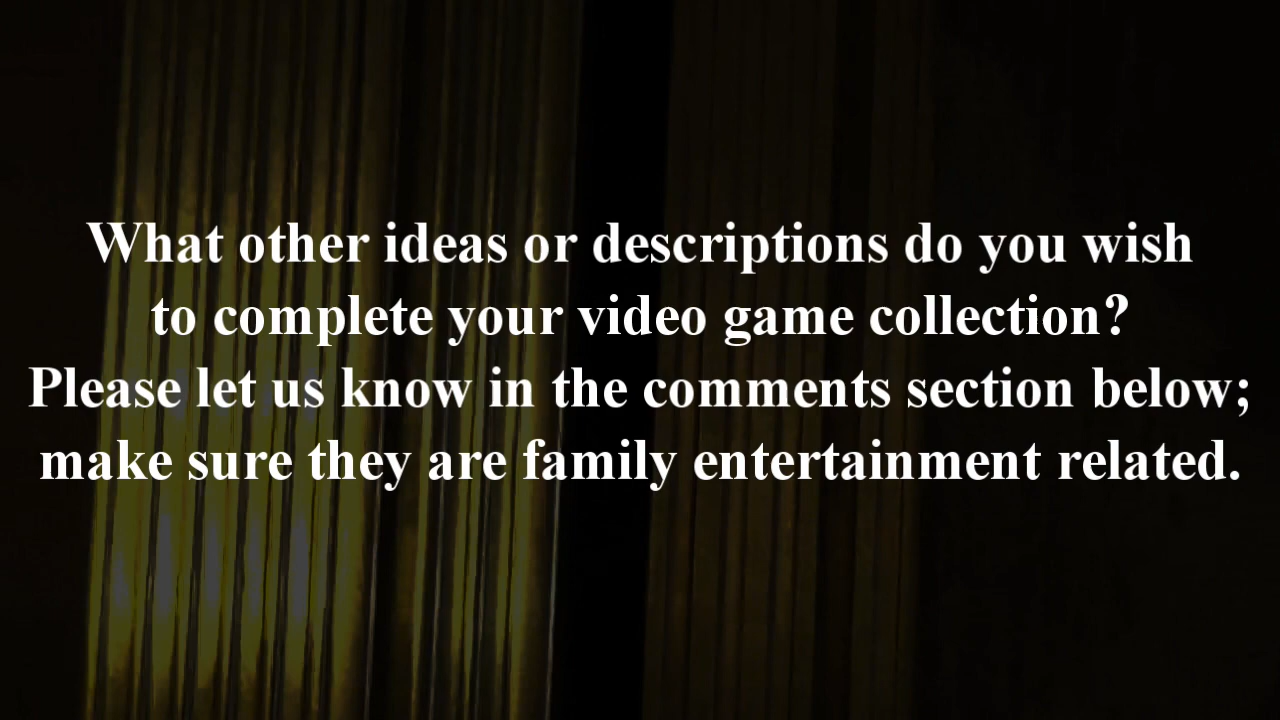 What other ideas or descriptions do you wish
to complete your video game collection?
Please let us know in the comments section below;
make sure they are family entertainment related.